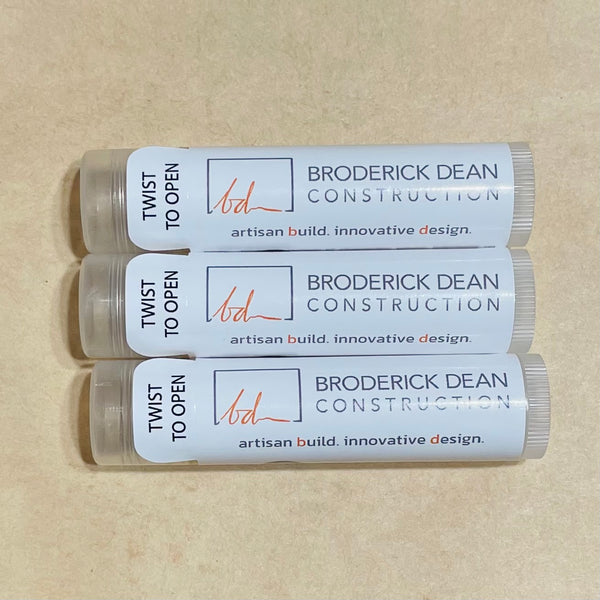 TWIST
TO OPEN
bd
BRODERICK DEAN
CONSTRUCTION
artisan build. innovative design.
TWIST
TO OPEN
bd
BRODERICK DEAN
CONSTRUCTION
artisan build. innovative design.
TWIST
TO OPEN
bd
BRODERICK DEAN
CONSTRUCTION
artisan build. innovative design.